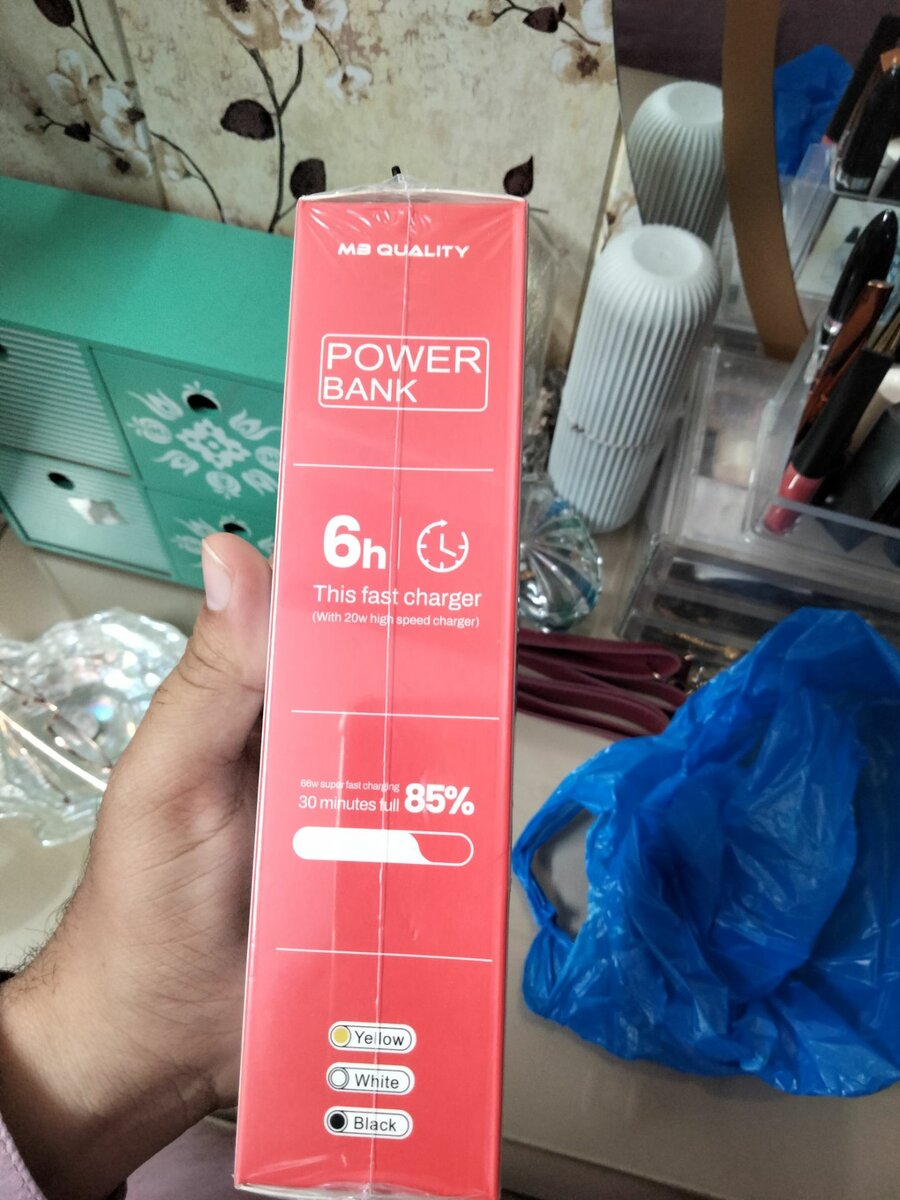 MB QUALITY
POWER
BANK
6h
This fast charger
(With 20w high speed charger)
66w super fast charging
30 minutes full 85%
Yellow
White
Black